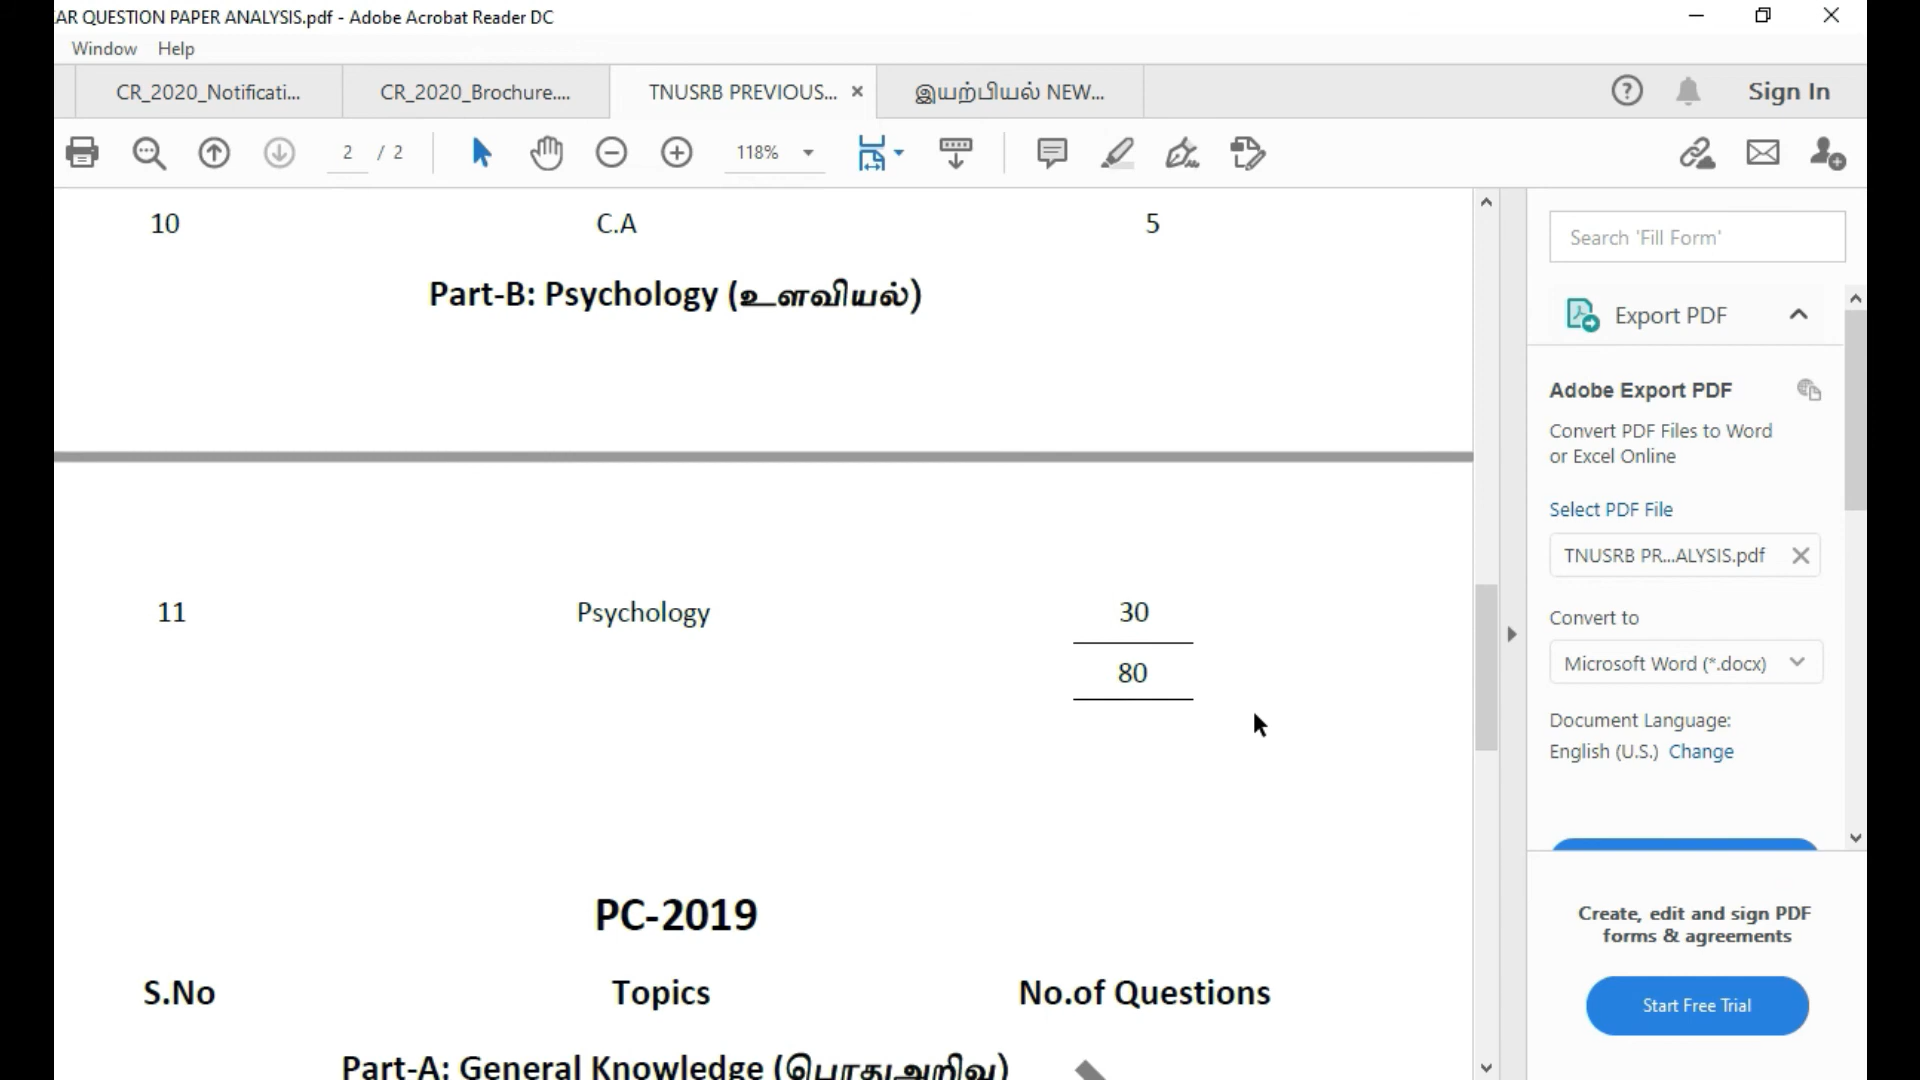 AR QUESTION PAPER ANALYSIS.pdf - Adobe Acrobat Reader DC
Window Help
CR_2020_Notificati... CR_2020_Brochure.... TNUSRB PREVIOUS... இயற்பியல் NEW... Sign In
2 / 2 118%
10 C.A 5
Part-B: Psychology (உளவியல்)
11 Psychology 30
80
PC-2019
S.No Topics No.of Questions
Part-A: General Knowledge (பொதுஅறிவு)
Search 'Fill Form'
Export PDF
Adobe Export PDF
Convert PDF Files to Word
or Excel Online
Select PDF File
TNUSRB PR...ALYSIS.pdf
Convert to
Microsoft Word (*.docx)
Document Language:
English (U.S.) Change
Create, edit and sign PDF
forms & agreements
Start Free Trial